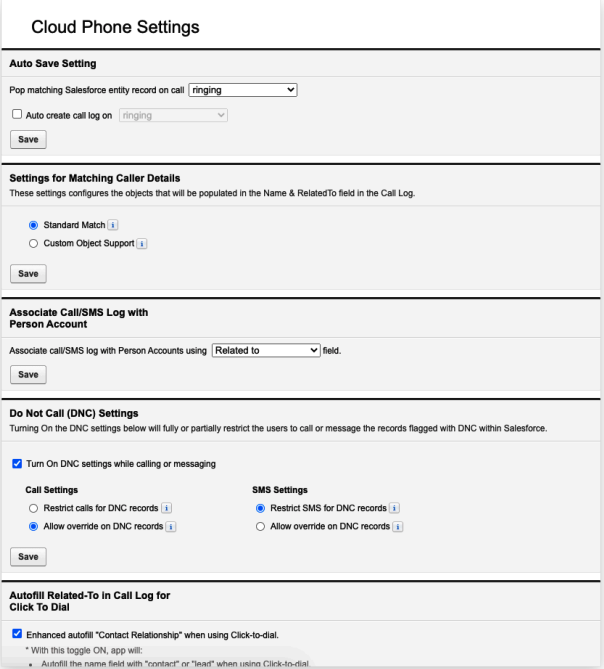 Cloud Phone Settings
Auto Save Setting
Pop matching Salesforce entity record on call ringing
Auto create call log on ringing
Save
Settings for Matching Caller Details
These settings configures the objects that will be populated in the Name & RelatedTo field in the Call Log.
Standard Match i
Custom Object Support i
Save
Associate Call/SMS Log with
Person Account
Associate call/SMS log with Person Accounts using Related to field.
Save
Do Not Call (DNC) Settings
Turning On the DNC settings below will fully or partially restrict the users to call or message the records flagged with DNC within Salesforce.
Turn On DNC settings while calling or messaging
Call Settings SMS Settings
Restrict calls for DNC records i Restrict SMS for DNC records i
Allow override on DNC records i Allow override on DNC records i
Save
Autofill Related-To in Call Log for
Click To Dial
Enhanced autofill "Contact Relationship" when using Click-to-dial.
* With this toggle ON, app will:
• Autofill the name field with "contact" or "lead" when using Click-to-dial.